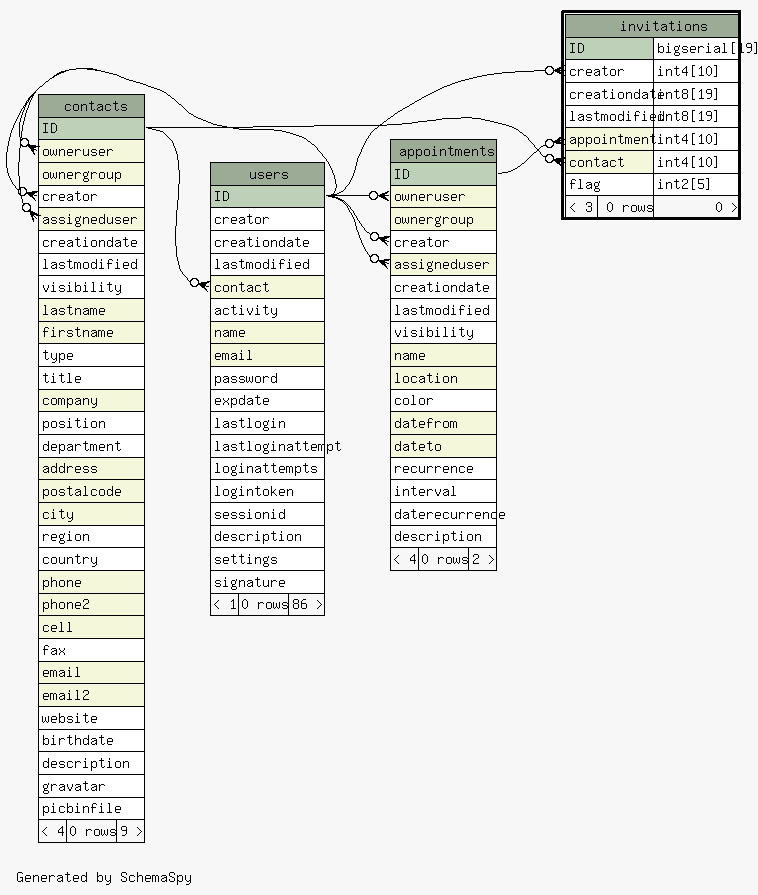 contacts
ID
owneruser
ownergroup
creator
assigneduser
creationdate
lastmodified
visibility
lastname
firstname
type
title
company
position
department
address
postalcode
city
region
country
phone
phone2
cell
fax
email
email2
website
birthdate
description
gravatar
picbinfile
< 4 0 rows 9 >
users
ID
creator
creationdate
lastmodified
contact
activity
name
email
password
expdate
lastlogin
lastloginattempt
loginattempts
logintoken
sessionid
description
settings
signature
< 1 0 rows 86 >
appointments
ID
owneruser
ownergroup
creator
assigneduser
creationdate
lastmodified
visibility
name
location
color
datefrom
dateto
recurrence
interval
daterecurrence
description
< 4 0 rows 2 >
invitations
ID bigserial[19]
creator int4[10]
creationdate int8[19]
lastmodified int8[19]
appointment int4[10]
contact int4[10]
flag int2[5]
< 3 0 rows 0 >
Generated by SchemaSpy